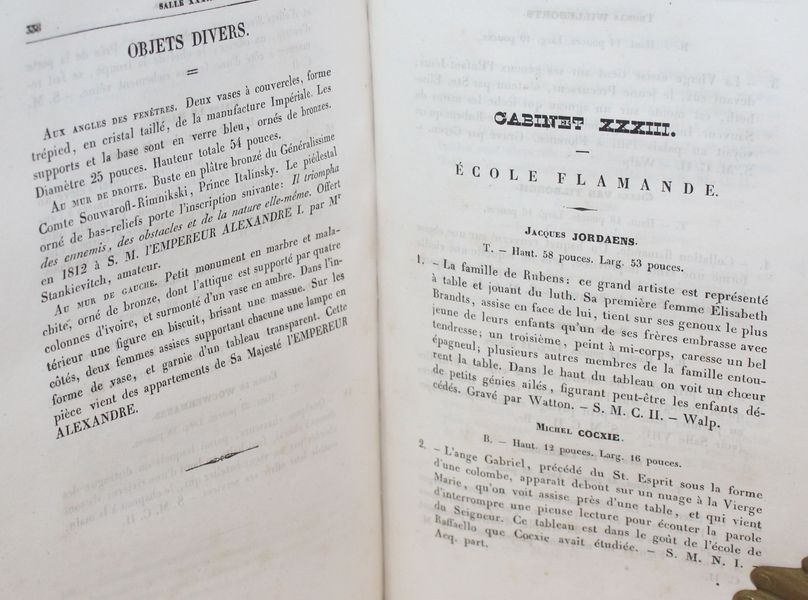 338
SALLE
OBJETS DIVERS.
AUX ANGLES DES FENÊTRES. Deux vases à couvercles, forme
trépied, en cristal taillé, de la manufacture Impériale. Les
supports et la base sont en verre bleu, ornés de bronzes.
Diamètre 25 pouces. Hauteur totale 54 pouces.
AU MUR DE DROITE. Buste en plâtre bronzé du Généralissime
Comte Souwaroff-Rimnikski, Prince Italinsky. Le piédestal
orné de bas-reliefs porte l'inscription suivante: Il triompha
des ennemis, des obstacles et de la nature elle-même. Offert
en 1812 à S. M. l'EMPEREUR ALEXANDRE I. par Mr
Stankievitch, amateur.
AU MUR DE GAUCHE. Petit monument en marbre et mala-
chite, orné de bronze, dont l'attique est supporté par quatre
colonnes d'ivoire, et surmonté d'un vase en ambre. Dans l'in-
térieur une figure en biscuit, brisant une massue. Sur les
côtés, deux femmes assises supportant chacune une lampe en
forme de vase, et garnie d'un tableau transparent. Cette
pièce vient des appartements de Sa Majesté l'EMPEREUR
ALEXANDRE.
CABINET XXXIII.
ÉCOLE FLAMANDE.
JACQUES JORDAENS.
T. – Haut. 58 pouces. Larg. 53 pouces.
1. – La famille de Rubens: ce grand artiste est représenté
à table et jouant du luth. Sa première femme Elisabeth
Brandts, assise en face de lui, tient sur ses genoux le plus
jeune de leurs enfants qu'un de ses frères embrasse avec
tendresse; un troisième, peint à mi-corps, caresse un bel
épagneul; plusieurs autres membres de la famille entou-
rent la table. Dans le haut du tableau on voit un chœur
de petits génies ailés, figurant peut-être les enfants dé-
cédés. Gravé par Watton. – S. M. C. II. – Walp.
MICHEL COCXIE.
B. – Haut. 12 pouces. Larg. 16 pouces.
2. – L'ange Gabriel, précédé du St. Esprit sous la forme
d'une colombe, apparaît debout sur un nuage à la Vierge
Marie, qu'on voit assise près d'une table, et qui vient
d'interrompre une pieuse lecture pour écouter la parole
du Seigneur. Ce tableau est dans le goût de l'école de
Raffaello que Cocxie avait étudiée. – S. M. N. I. –
Acq. part.